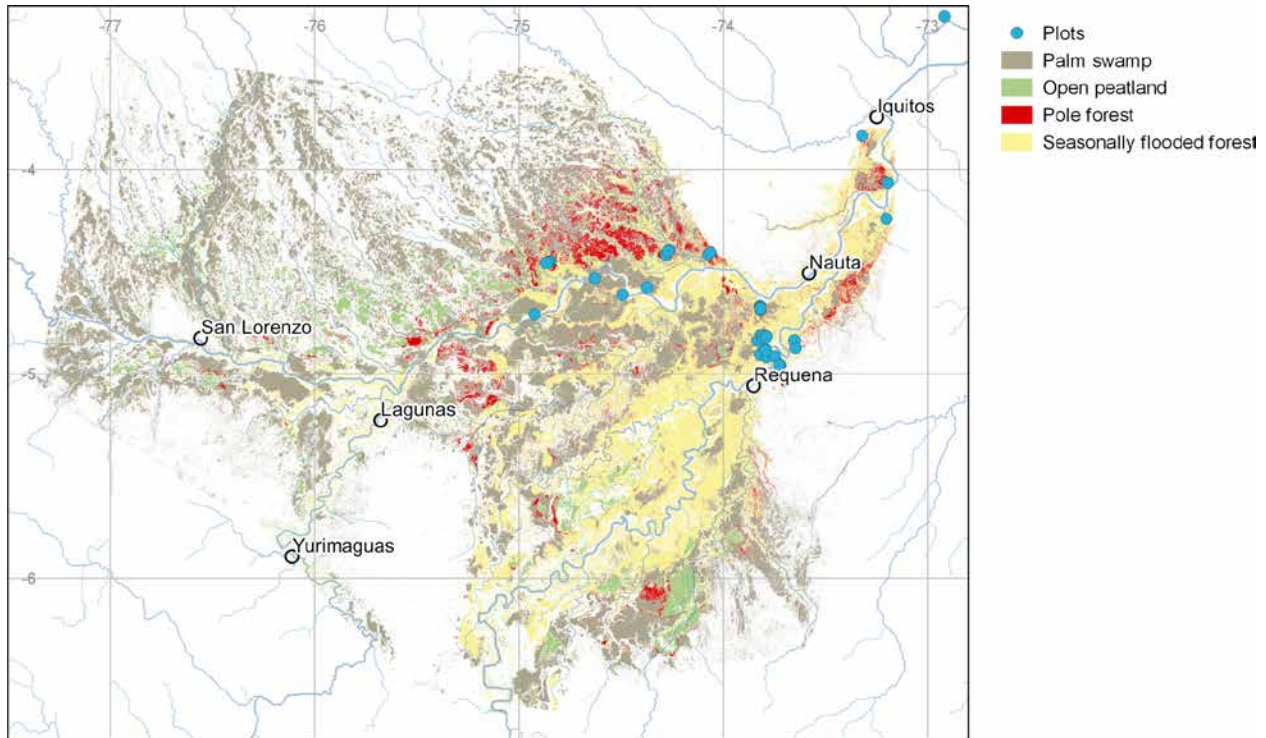 -77 -76 -75 -74 -73
Plots
Palm swamp
Open peatland
Pole forest
Seasonally flooded forest
Iquitos
-4
Nauta
San Lorenzo
-5
Requena
Lagunas
Yurimaguas
-6